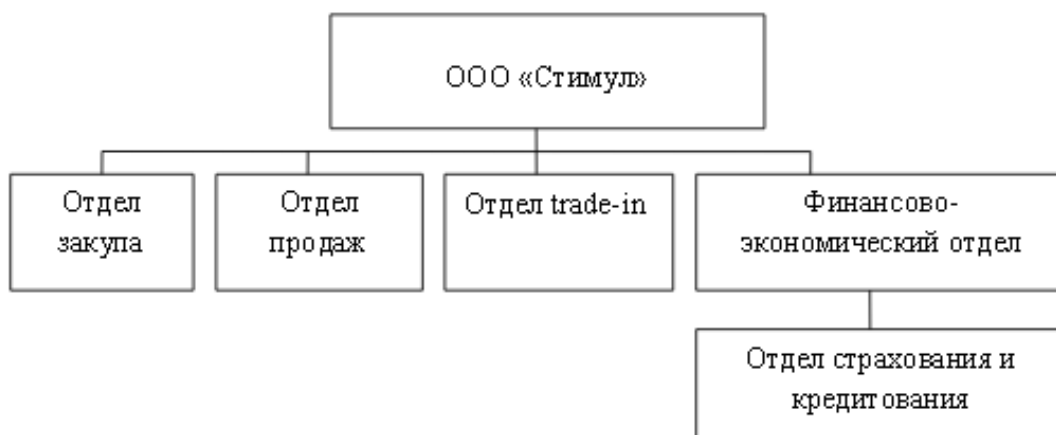 ООО «Стимул»
Отдел
закупа
Отдел
продаж
Отдел trade-in
Финансово-
экономический отдел
Отдел страхования и
кредитования